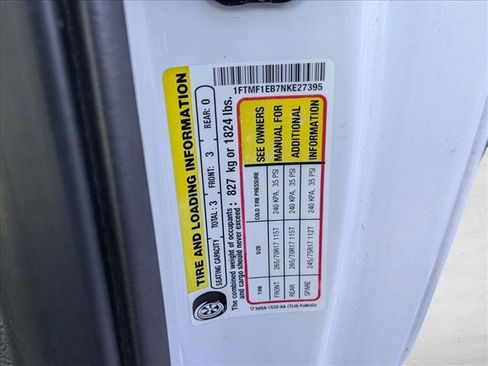 TIRE AND LOADING INFORMATION
SEATING CAPACITY TOTAL: 3 FRONT: 3 REAR: 0
The combined weight of occupants
and cargo should never exceed : 827 kg or 1824 lbs.
TIRE SIZE COLD TIRE PRESSURE SEE OWNERS
FRONT 265/70R17 115T 240 KPA, 35 PSI MANUAL FOR
REAR 265/70R17 115T 240 KPA, 35 PSI ADDITIONAL
SPARE 245/75R17 112T 240 KPA, 35 PSI INFORMATION
1FTMF1EB7NKE27395